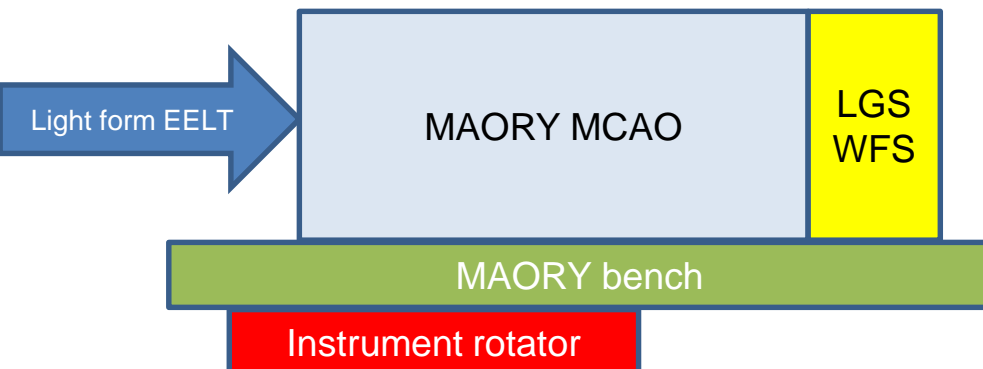 Light form EELT
MAORY MCAO
LGS
WFS
MAORY bench
Instrument rotator